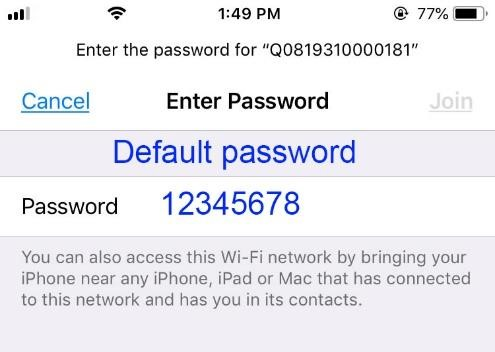 1:49 PM 77%
Enter the password for “Q0819310000181”
Cancel Enter Password Join
Default password
Password 12345678
You can also access this Wi-Fi network by bringing your
iPhone near any iPhone, iPad or Mac that has connected
to this network and has you in its contacts.